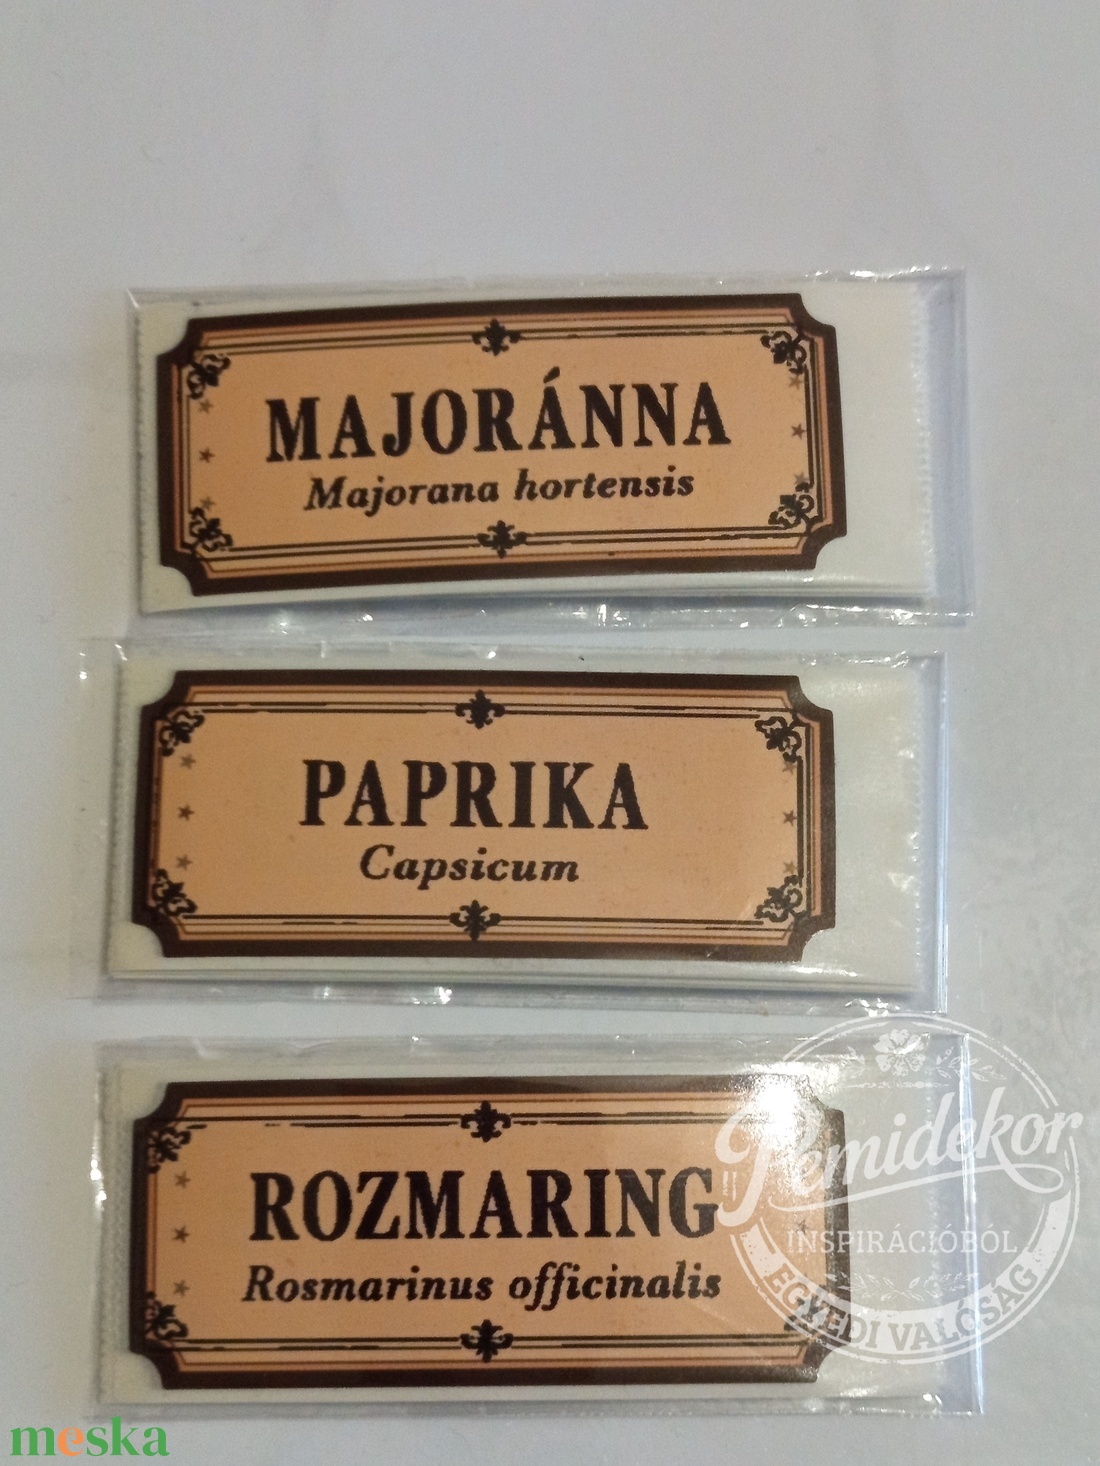 MAJORÁNNA
Majorana hortensis
PAPRIKA
Capsicum
ROZMARING
Rosmarinus officinalis
Pemidekor
INSPIRÁCIÓBÓL
EGYEDI VALÓSÁG
meska